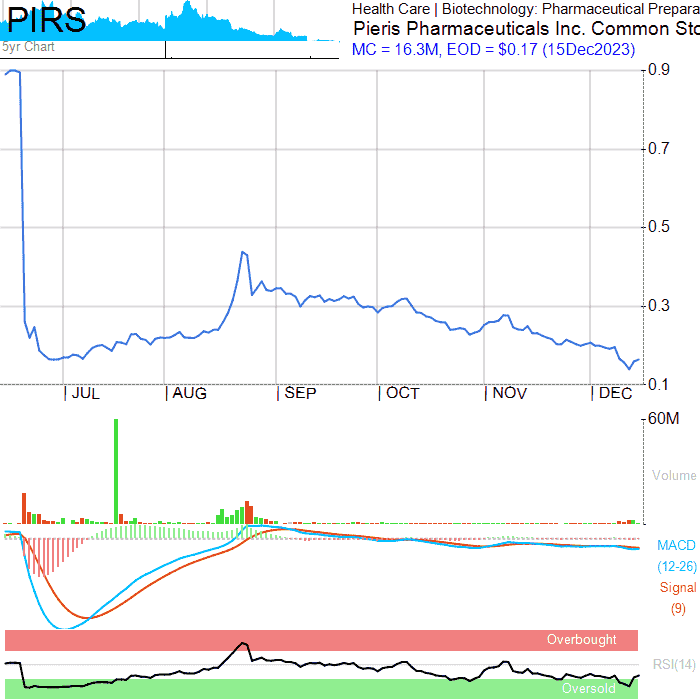 PIRS
5yr Chart
Health Care | Biotechnology: Pharmaceutical Prepara
Pieris Pharmaceuticals Inc. Common Sto
MC = 16.3M, EOD = $0.17 (15Dec2023)
0.9
0.7
0.5
0.3
0.1
JUL AUG SEP OCT NOV DEC
60M
Volume
MACD
(12-26)
Signal
(9)
Overbought
RSI(14)
Oversold